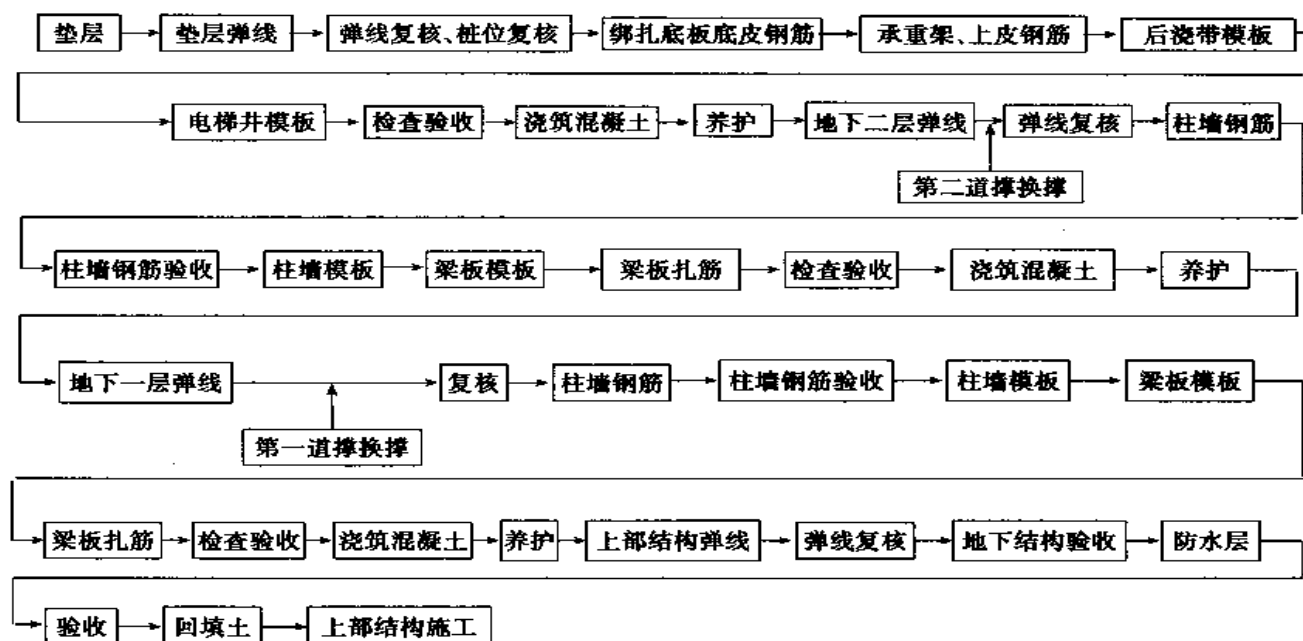 垫层 垫层弹线 弹线复核、桩位复核 绑扎底板底皮钢筋 承重架、上皮钢筋 后浇带模板
电梯井模板 检查验收 浇筑混凝土 养护 地下二层弹线 弹线复核 柱墙钢筋
第二道撑换撑
柱墙钢筋验收 柱墙模板 梁板模板 梁板扎筋 检查验收 浇筑混凝土 养护
地下一层弹线 复核 柱墙钢筋 柱墙钢筋验收 柱墙模板 梁板模板
第一道撑换撑
梁板扎筋 检查验收 浇筑混凝土 养护 上部结构弹线 弹线复核 地下结构验收 防水层
验收 回填土 上部结构施工